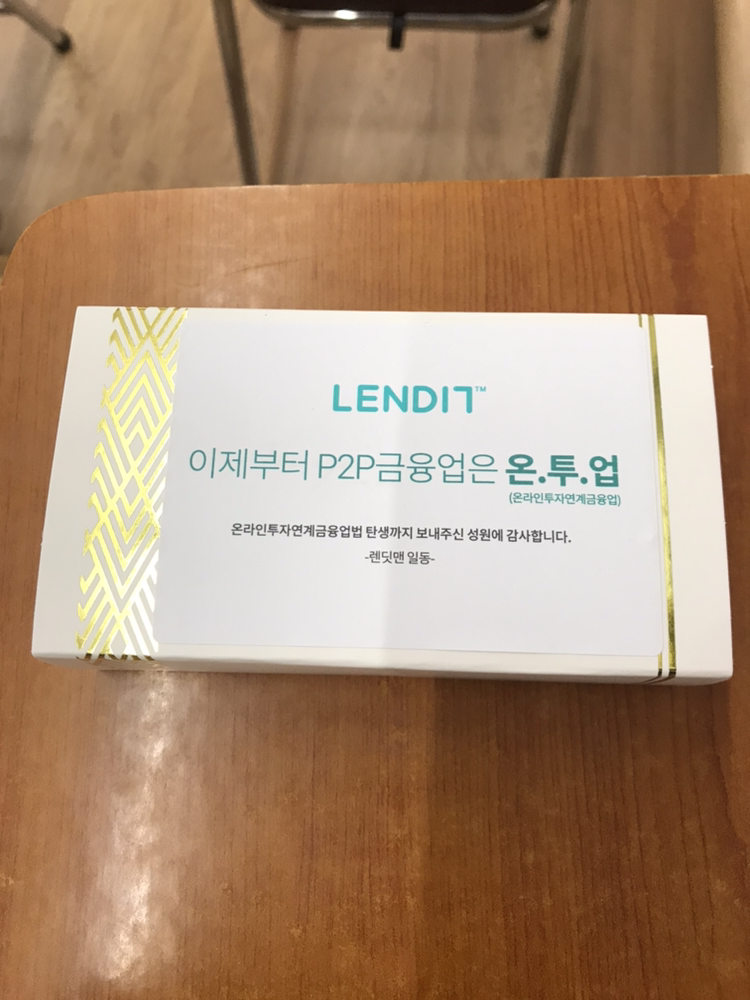 LENDIT™
이제부터 P2P금융업은 온.투.업
(온라인투자연계금융업)
온라인투자연계금융업법 탄생까지 보내주신 성원에 감사합니다.
-렌딧맨 일동-